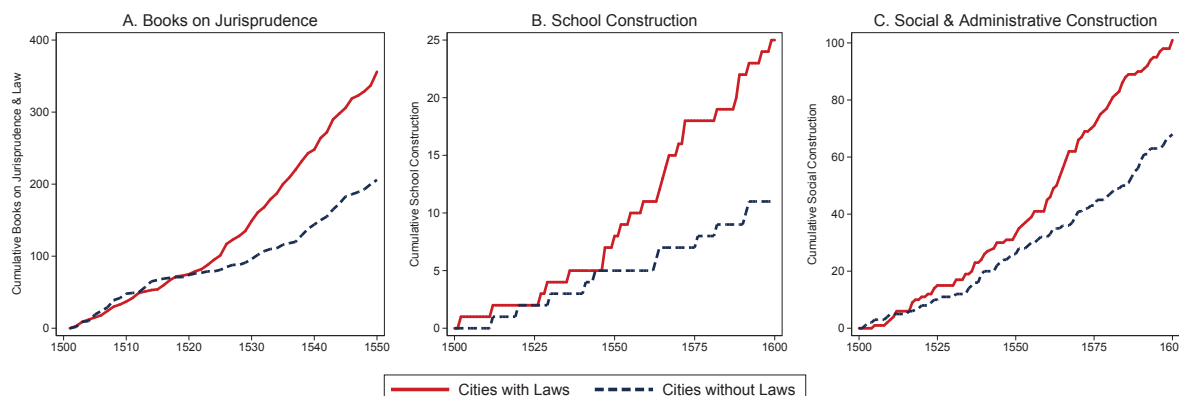 A. Books on Jurisprudence
Cumulative Books on Jurisprudence & Law
400
300
200
100
0
1500 1510 1520 1530 1540 1550
B. School Construction
Cumulative School Construction
25
20
15
10
5
0
1500 1525 1550 1575 1600
C. Social & Administrative Construction
Cumulative Social Construction
100
80
60
40
20
0
1500 1525 1550 1575 1600
Cities with Laws Cities without Laws